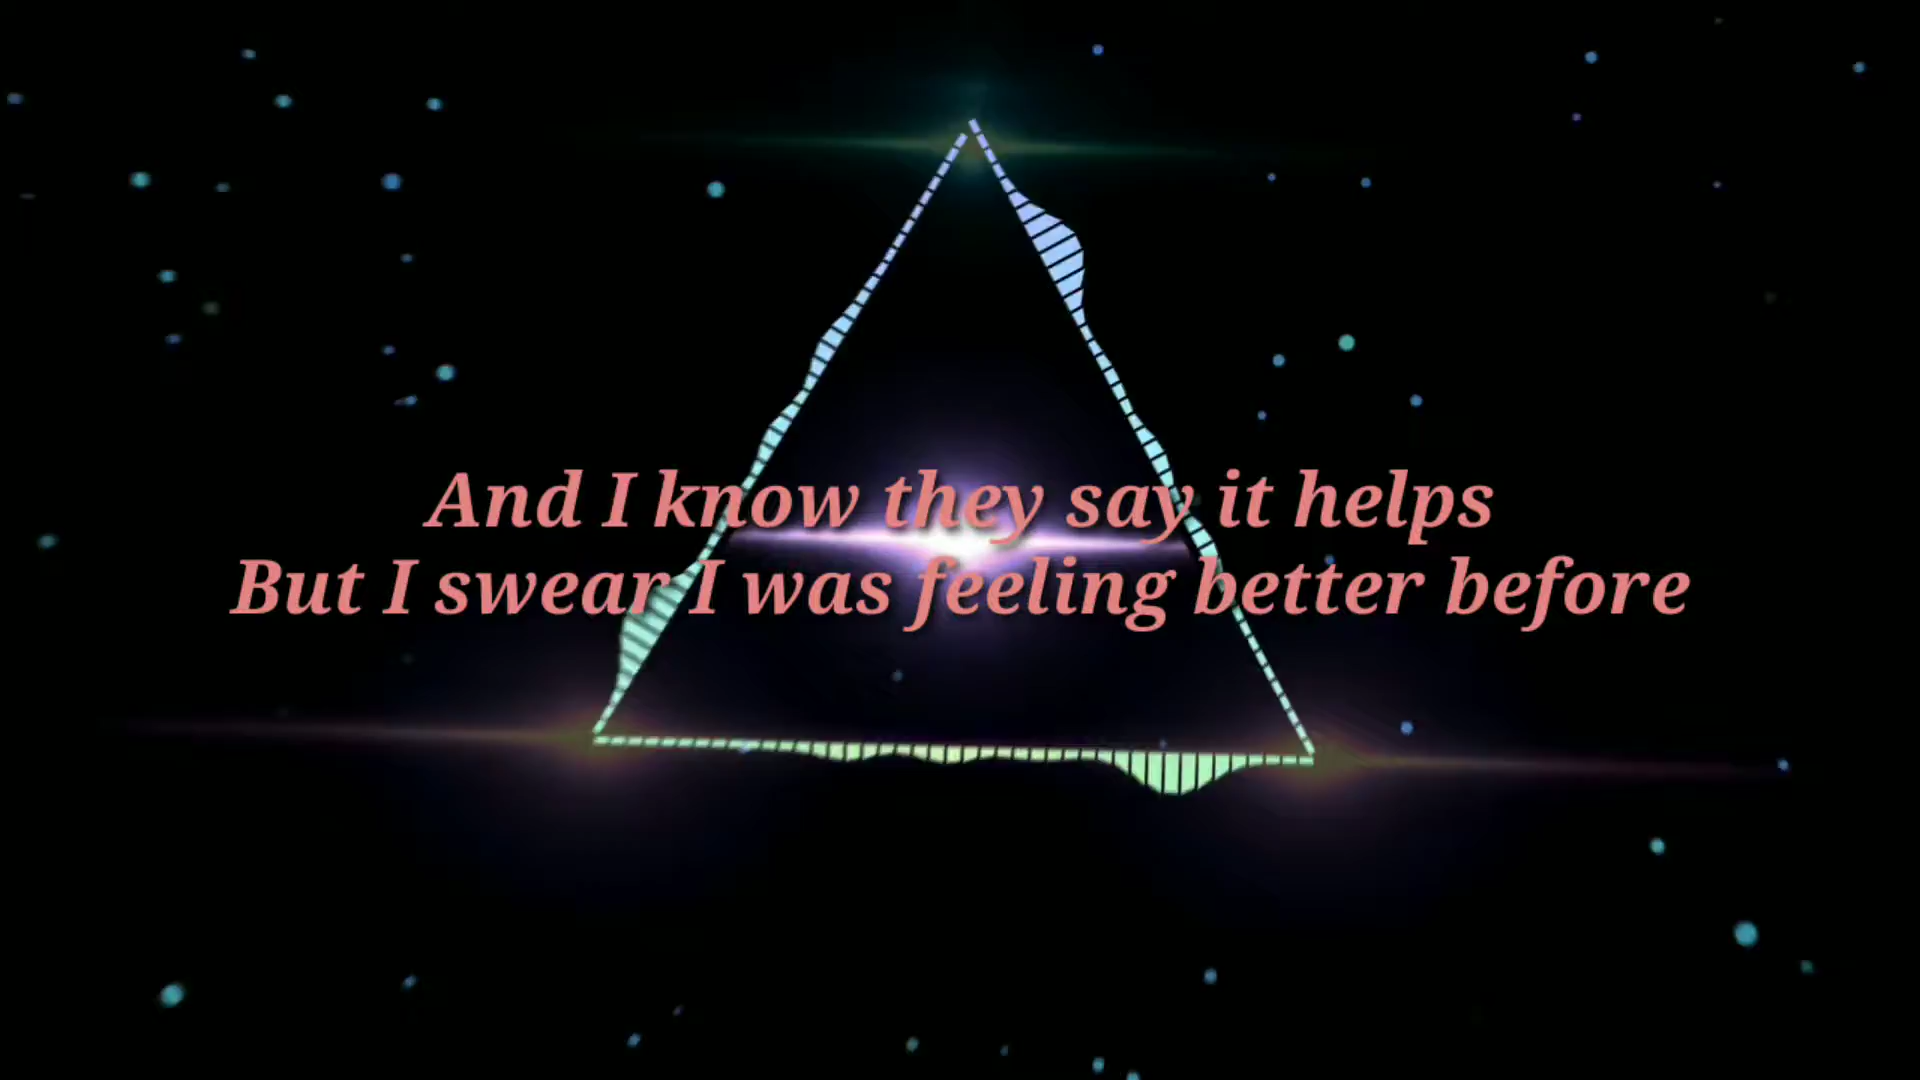 And I know they say it helps
But I swear I was feeling better before